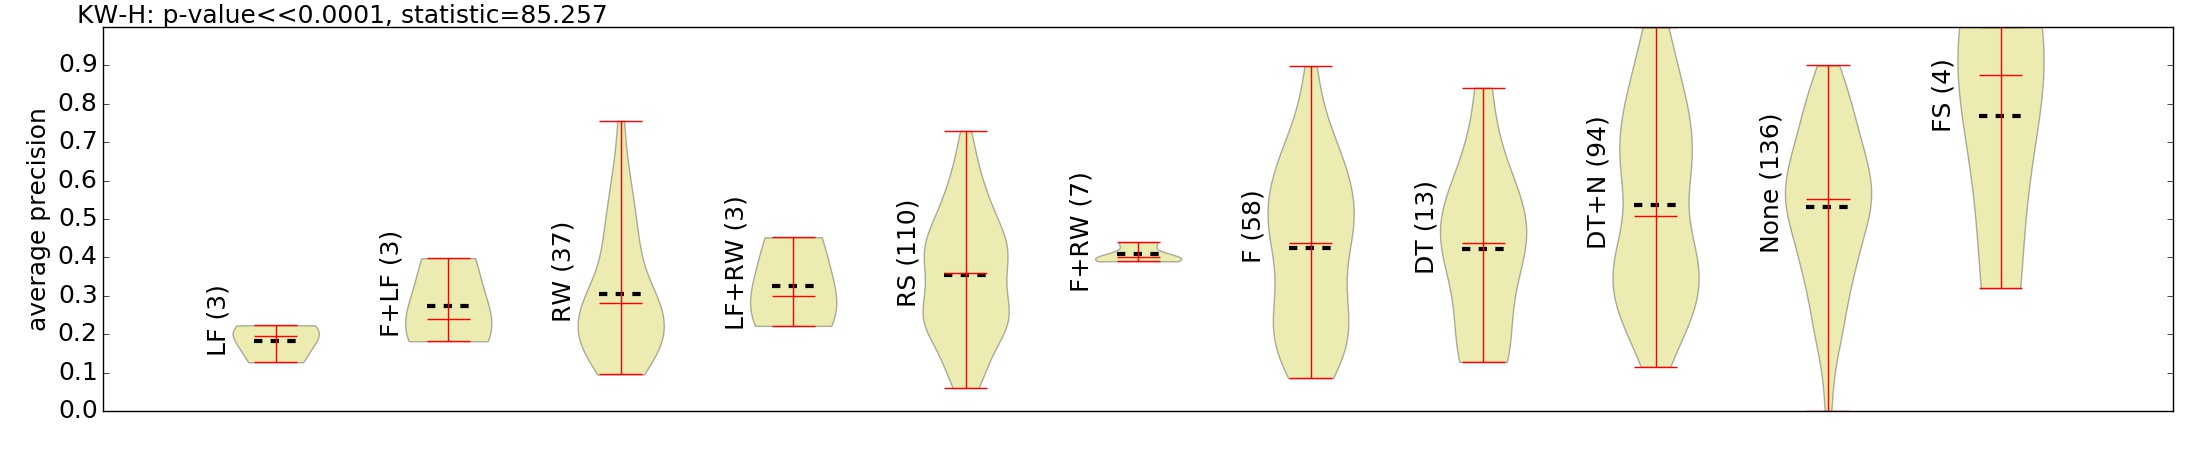 KW-H: p-value<<0.0001, statistic=85.257
average precision
0.9
0.8
0.7
0.6
0.5
0.4
0.3
0.2
0.1
0.0
LF (3)
F+LF (3)
RW (37)
LF+RW (3)
RS (110)
F+RW (7)
F (58)
DT (13)
DT+N (94)
None (136)
FS (4)